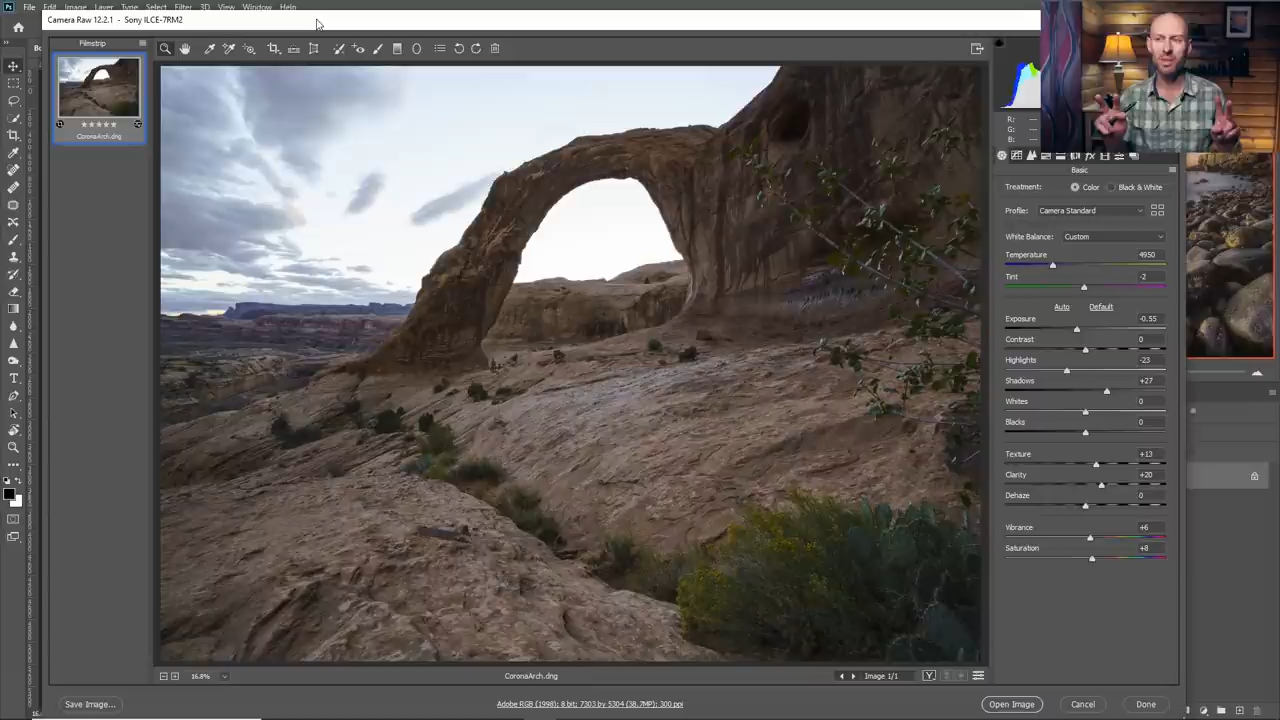 File Edit Image Layer Type Select Filter 3D View Window Help
Camera Raw 12.2.1 - Sony ILCE-7RM2
Filmstrip
CoronaArch.dng
R: ---
G: ---
B: ---
Basic
Treatment: Color Black & White
Profile: Camera Standard
White Balance: Custom
Temperature 4950
Tint -2
Auto Default
Exposure -0.55
Contrast 0
Highlights -23
Shadows +27
Whites 0
Blacks 0
Texture +13
Clarity +20
Dehaze 0
Vibrance +6
Saturation +8
16.8% CoronaArch.dng Image 1/1 Y
Save Image... Adobe RGB (1998); 8 bit; 7303 by 5304 (38.7MP); 300 ppi Open Image Cancel Done